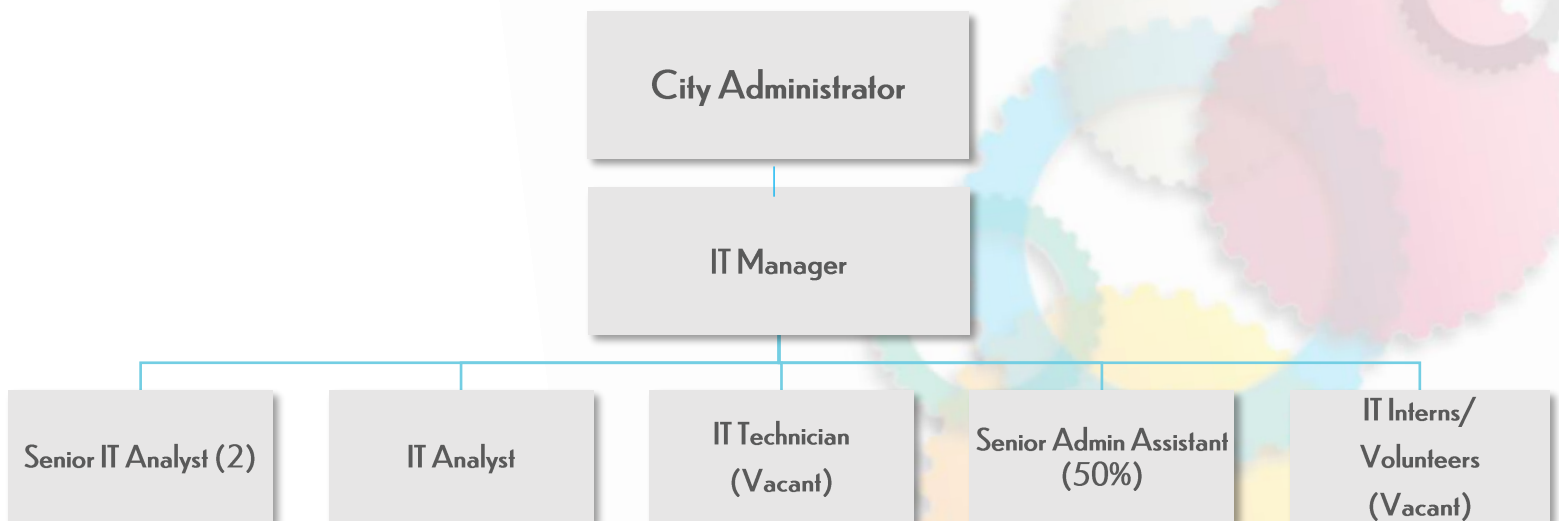 City Administrator
IT Manager
Senior IT Analyst (2)
IT Analyst
IT Technician
(Vacant)
Senior Admin Assistant
(50%)
IT Interns/
Volunteers
(Vacant)